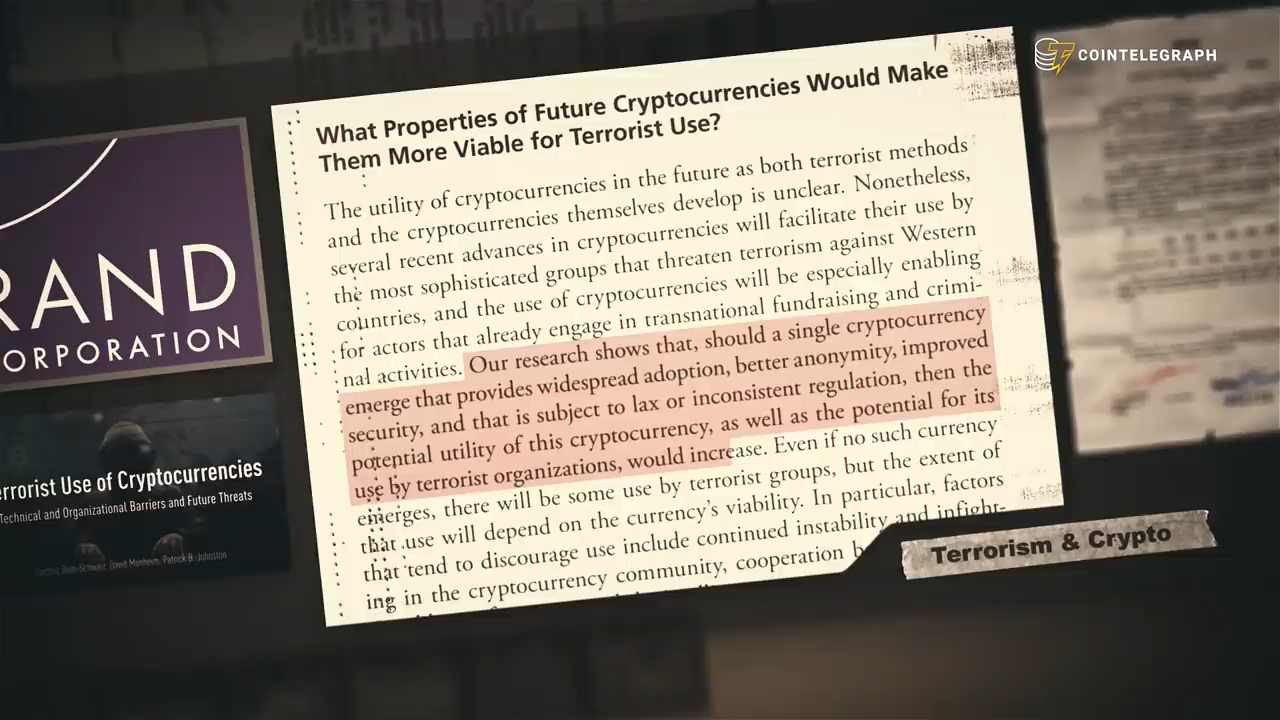 COINTELEGRAPH
What Properties of Future Cryptocurrencies Would Make
Them More Viable for Terrorist Use?
The utility of cryptocurrencies in the future as both terrorist methods
and the cryptocurrencies themselves develop is unclear. Nonetheless,
several recent advances in cryptocurrencies will facilitate their use by
the most sophisticated groups that threaten terrorism against Western
countries, and the use of cryptocurrencies will be especially enabling
for actors that already engage in transnational fundraising and crimi-
nal activities. Our research shows that, should a single cryptocurrency
emerge that provides widespread adoption, better anonymity, improved
security, and that is subject to lax or inconsistent regulation, then the
potential utility of this cryptocurrency, as well as the potential for its
use by terrorist organizations, would increase. Even if no such currency
emerges, there will be some use by terrorist groups, but the extent of
that use will depend on the currency's viability. In particular, factors
that tend to discourage use include continued instability and infight-
ing in the cryptocurrency community, cooperation b
RAND
ORPORATION
errorist Use of Cryptocurrencies
Technical and Organizational Barriers and Future Threats
David Manheim, Patrick B. Johnston
Terrorism & Crypto